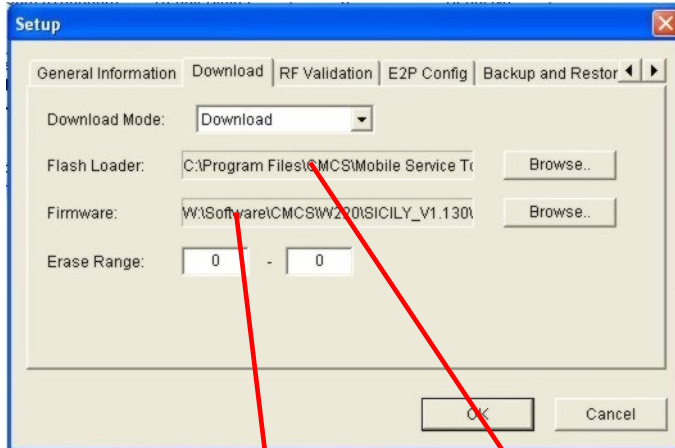 Setup
General Information Download RF Validation E2P Config Backup and Restor
Download Mode: Download
Flash Loader: C:\Program Files\CMCS\Mobile Service To Browse..
Firmware: W:\Software\CMCS\W220\SICILY_V1.130\ Browse..
Erase Range: 0 - 0
OK Cancel